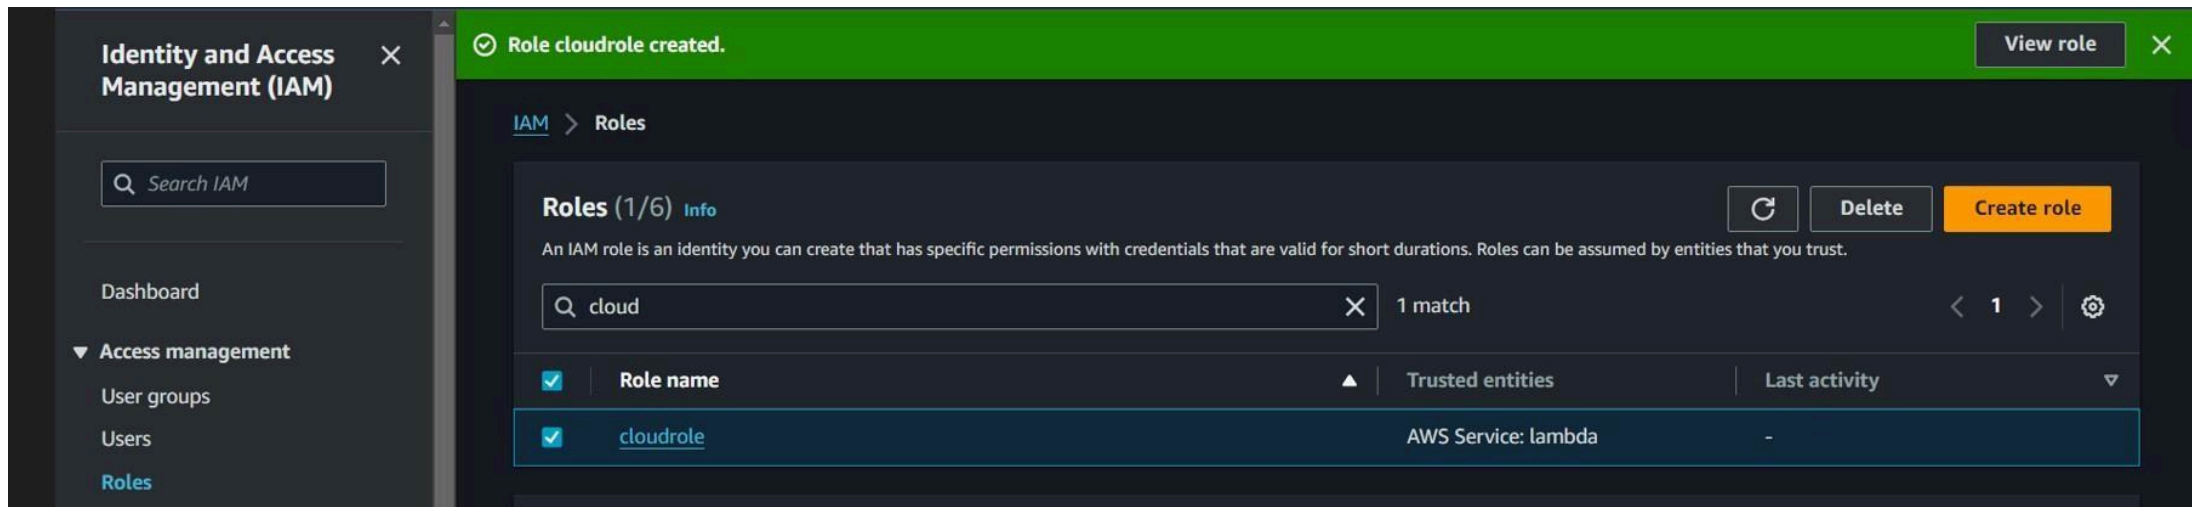 Identity and Access
Management (IAM)
Search IAM
Dashboard
Access management
User groups
Users
Roles
Role cloudrole created.
View role
IAM > Roles
Roles (1/6) Info
Delete
Create role
An IAM role is an identity you can create that has specific permissions with credentials that are valid for short durations. Roles can be assumed by entities that you trust.
cloud
1 match
1
Role name Trusted entities Last activity
cloudrole AWS Service: lambda -